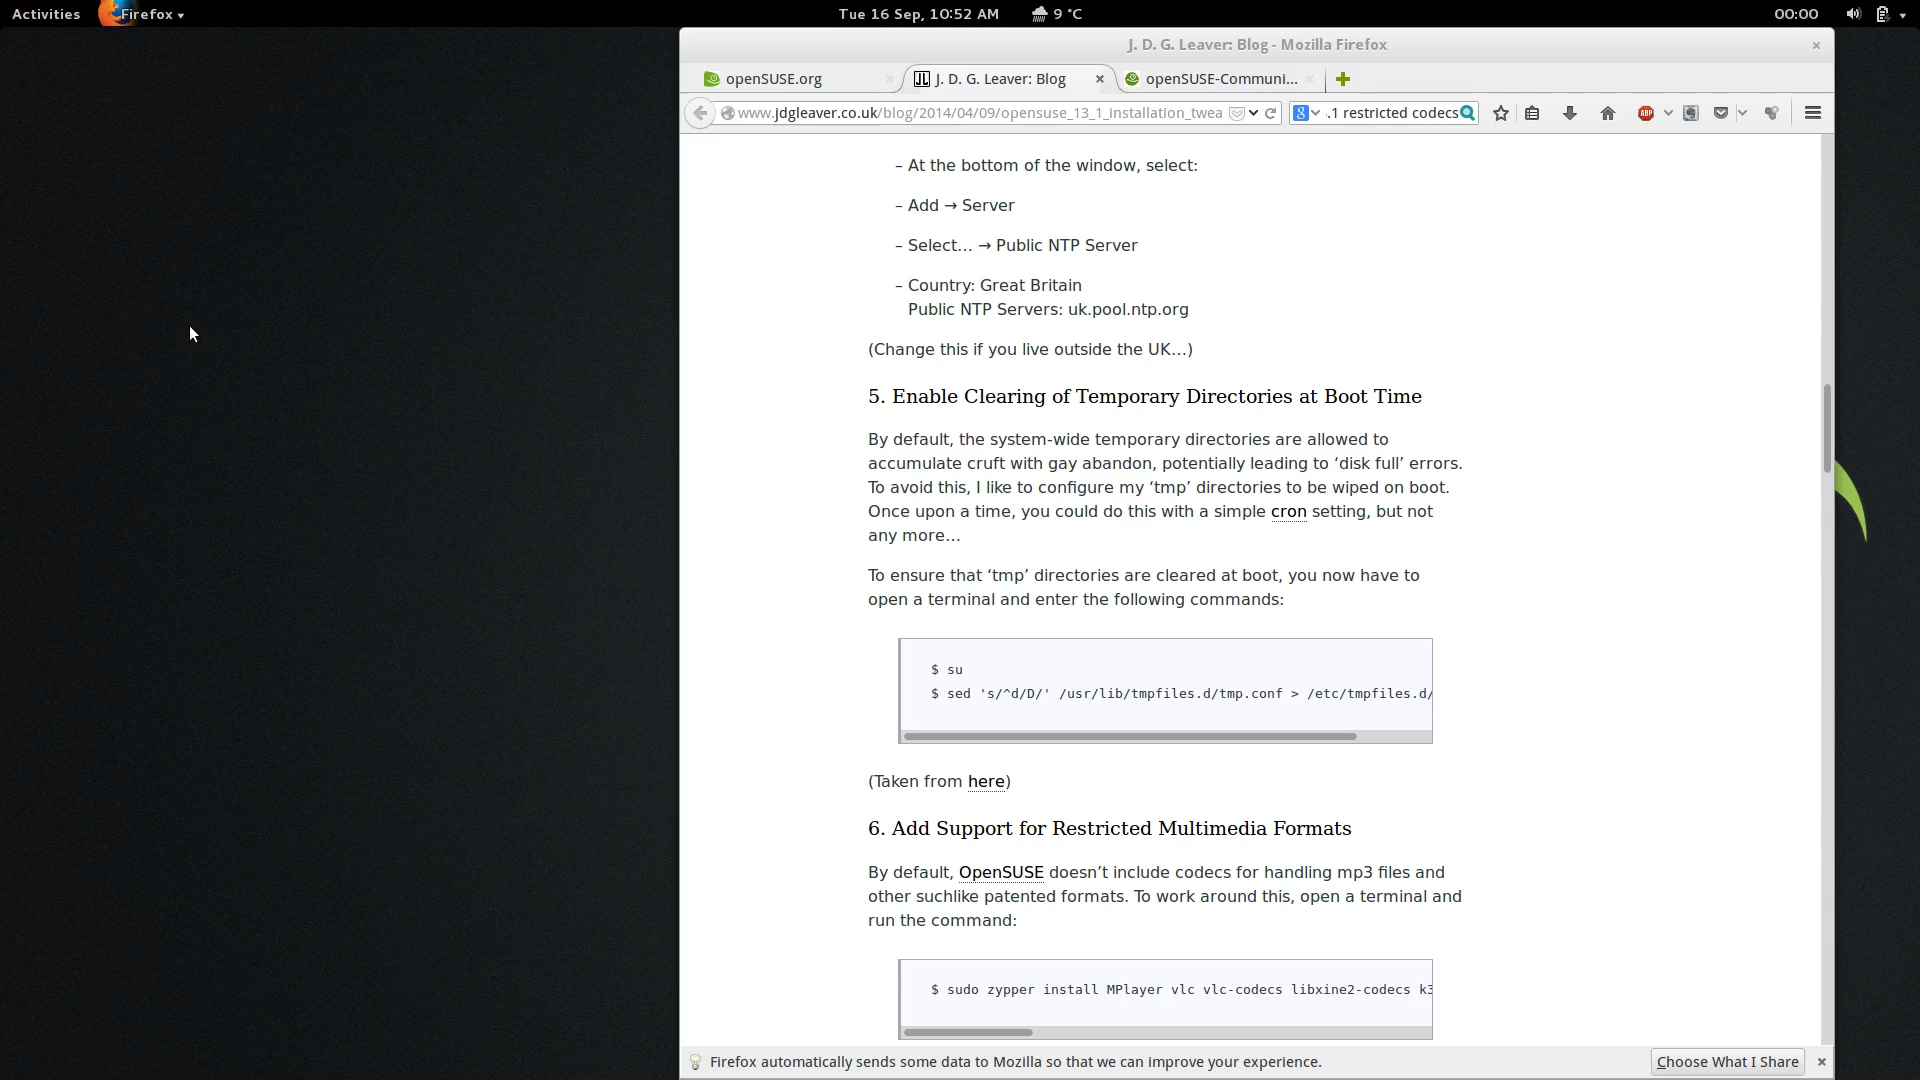 Activities
Firefox
Tue 16 Sep, 10:52 AM
9 °C
00:00
J. D. G. Leaver: Blog - Mozilla Firefox
openSUSE.org
J. D. G. Leaver: Blog
openSUSE-Communi...
www.jdgleaver.co.uk/blog/2014/04/09/opensuse_13_1_installation_twea
.1 restricted codecs
ABP
– At the bottom of the window, select:
– Add → Server
– Select… → Public NTP Server
– Country: Great Britain
Public NTP Servers: uk.pool.ntp.org
(Change this if you live outside the UK…)
5. Enable Clearing of Temporary Directories at Boot Time
By default, the system-wide temporary directories are allowed to
accumulate cruft with gay abandon, potentially leading to ‘disk full’ errors.
To avoid this, I like to configure my ‘tmp’ directories to be wiped on boot.
Once upon a time, you could do this with a simple cron setting, but not
any more…
To ensure that ‘tmp’ directories are cleared at boot, you now have to
open a terminal and enter the following commands:
$ su
$ sed 's/^d/D/' /usr/lib/tmpfiles.d/tmp.conf > /etc/tmpfiles.d/
(Taken from here)
6. Add Support for Restricted Multimedia Formats
By default, OpenSUSE doesn’t include codecs for handling mp3 files and
other suchlike patented formats. To work around this, open a terminal and
run the command:
$ sudo zypper install MPlayer vlc vlc-codecs libxine2-codecs k3
Firefox automatically sends some data to Mozilla so that we can improve your experience.
Choose What I Share